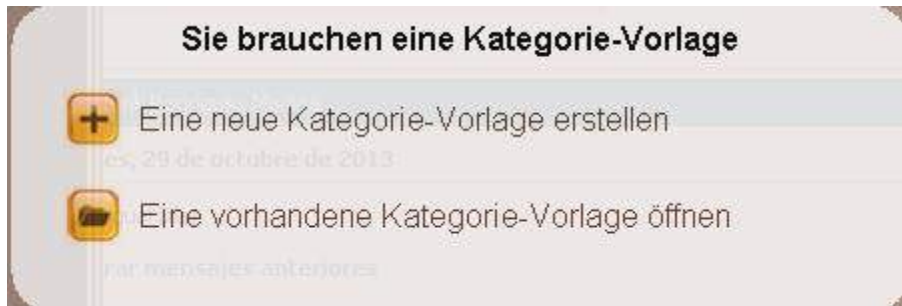 Sie brauchen eine Kategorie-Vorlage
Eine neue Kategorie-Vorlage erstellen
es, 29 de octubre de 2013
Eine vorhandene Kategorie-Vorlage öffnen
rar mensajes anteriores